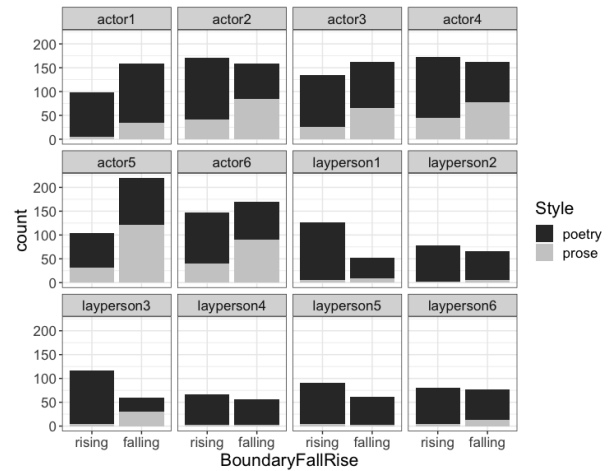 actor1 actor2 actor3 actor4
200
150
100
50
0
actor5 actor6 layperson1 layperson2
200
150
100
50
0
layperson3 layperson4 layperson5 layperson6
200
150
100
50
0
rising falling rising falling rising falling rising falling
BoundaryFallRise
count
Style
poetry
prose